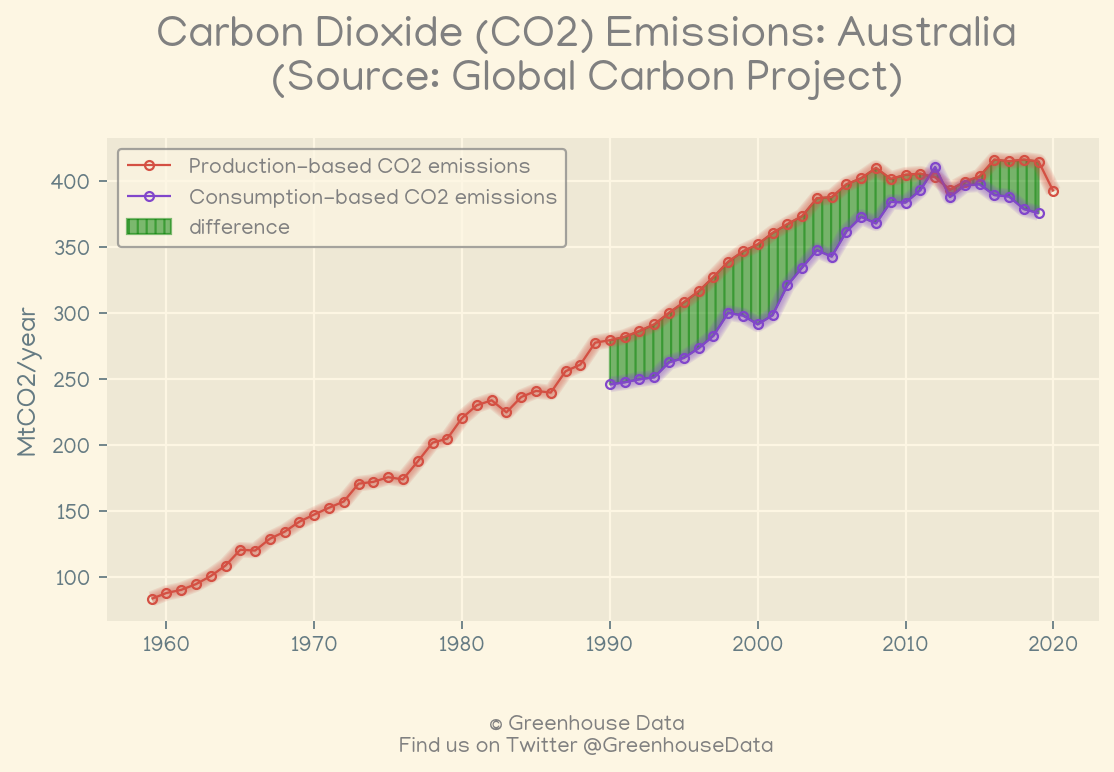 Carbon Dioxide (CO2) Emissions: Australia
(Source: Global Carbon Project)
Production-based CO2 emissions
Consumption-based CO2 emissions
difference
MtCO2/year
400
350
300
250
200
150
100
1960 1970 1980 1990 2000 2010 2020
© Greenhouse Data
Find us on Twitter @GreenhouseData